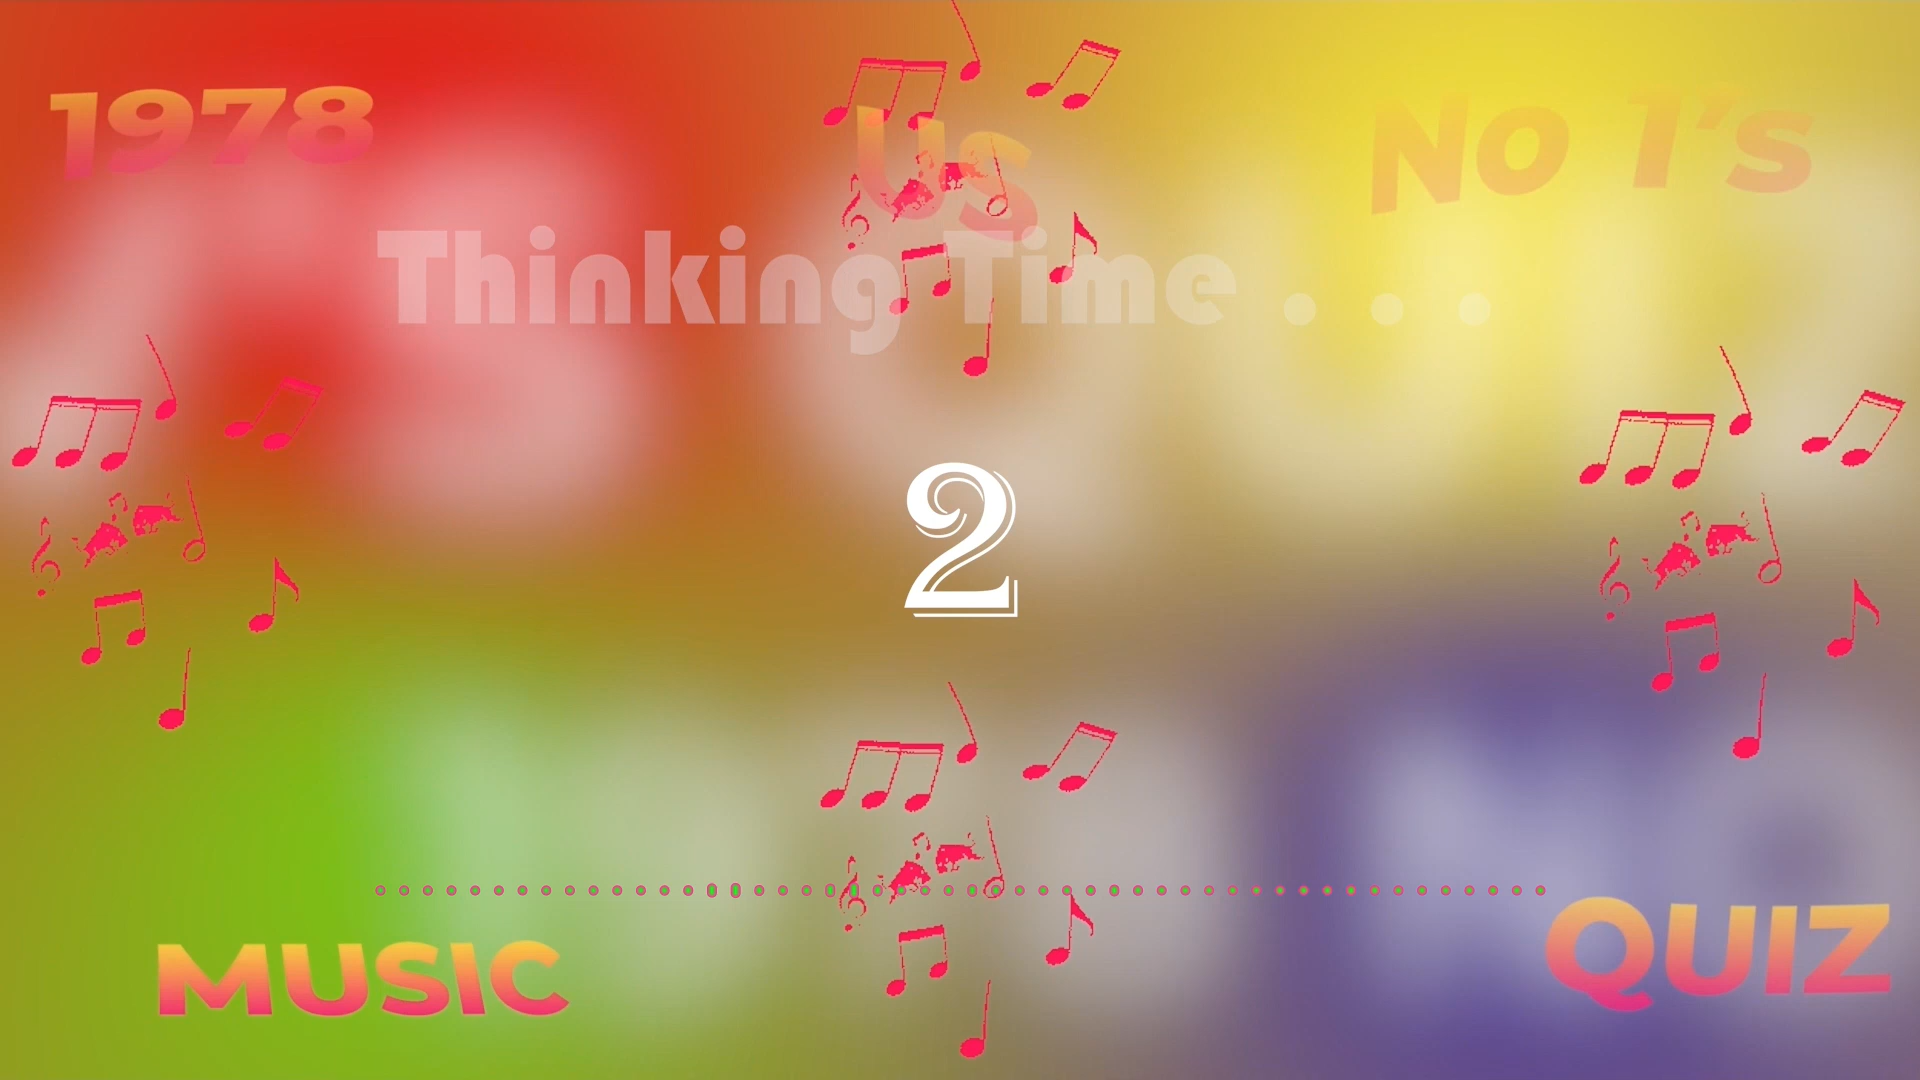 1978
Us
No 1's
Thinking Time . . .
2
MUSIC
QUIZ